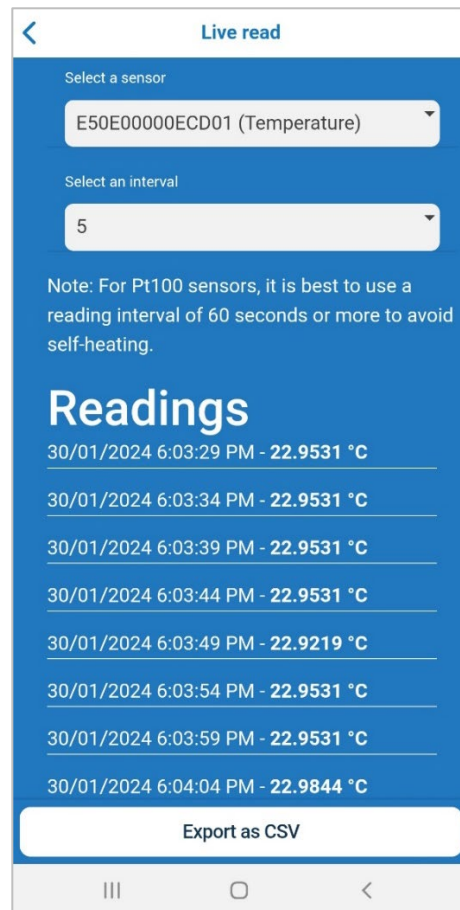 Live read
Select a sensor
E50E00000ECD01 (Temperature)
Select an interval
5
Note: For Pt100 sensors, it is best to use a
reading interval of 60 seconds or more to avoid
self-heating.
Readings
30/01/2024 6:03:29 PM - 22.9531 °C
30/01/2024 6:03:34 PM - 22.9531 °C
30/01/2024 6:03:39 PM - 22.9531 °C
30/01/2024 6:03:44 PM - 22.9531 °C
30/01/2024 6:03:49 PM - 22.9219 °C
30/01/2024 6:03:54 PM - 22.9531 °C
30/01/2024 6:03:59 PM - 22.9531 °C
30/01/2024 6:04:04 PM - 22.9844 °C
Export as CSV